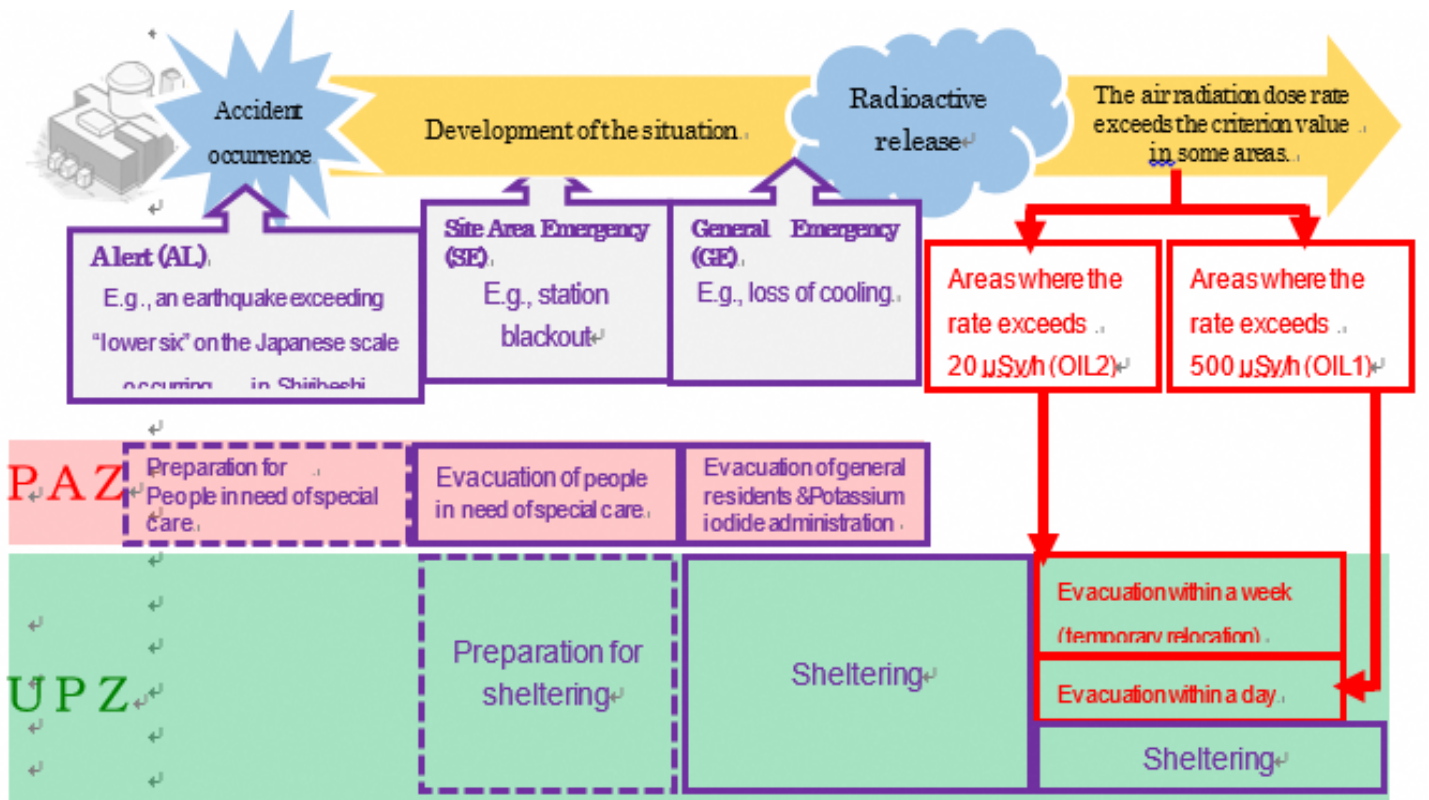 Accident
occurrence
Development of the situation
Radioactive
release
The air radiation dose rate
exceeds the criterion value
in some areas.
Alert (AL)
E.g., an earthquake exceeding
“lower six” on the Japanese scale
occurring in Shiribeshi
Site Area Emergency
(SE)
E.g., station
blackout
General Emergency
(GE)
E.g., loss of cooling.
Areas where the
rate exceeds
20 μSv/h (OIL2)
Areas where the
rate exceeds
500 μSv/h (OIL1)
PAZ
Preparation for
People in need of special
care
Evacuation of people
in need of special care
Evacuation of general
residents &Potassium
iodide administration
UPZ
Preparation for
sheltering
Sheltering
Evacuation within a week
(temporary relocation)
Evacuation within a day
Sheltering